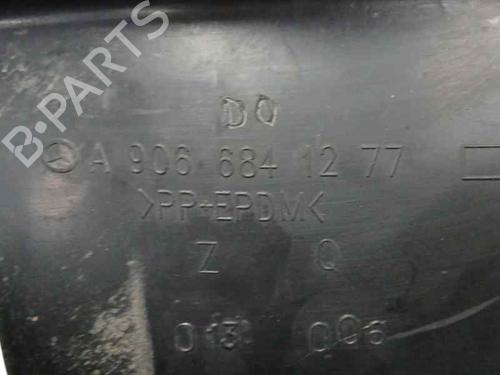 DO
A 906 684 12 77
>PP+EPDM<
Z Q
013 006
B-PARTS